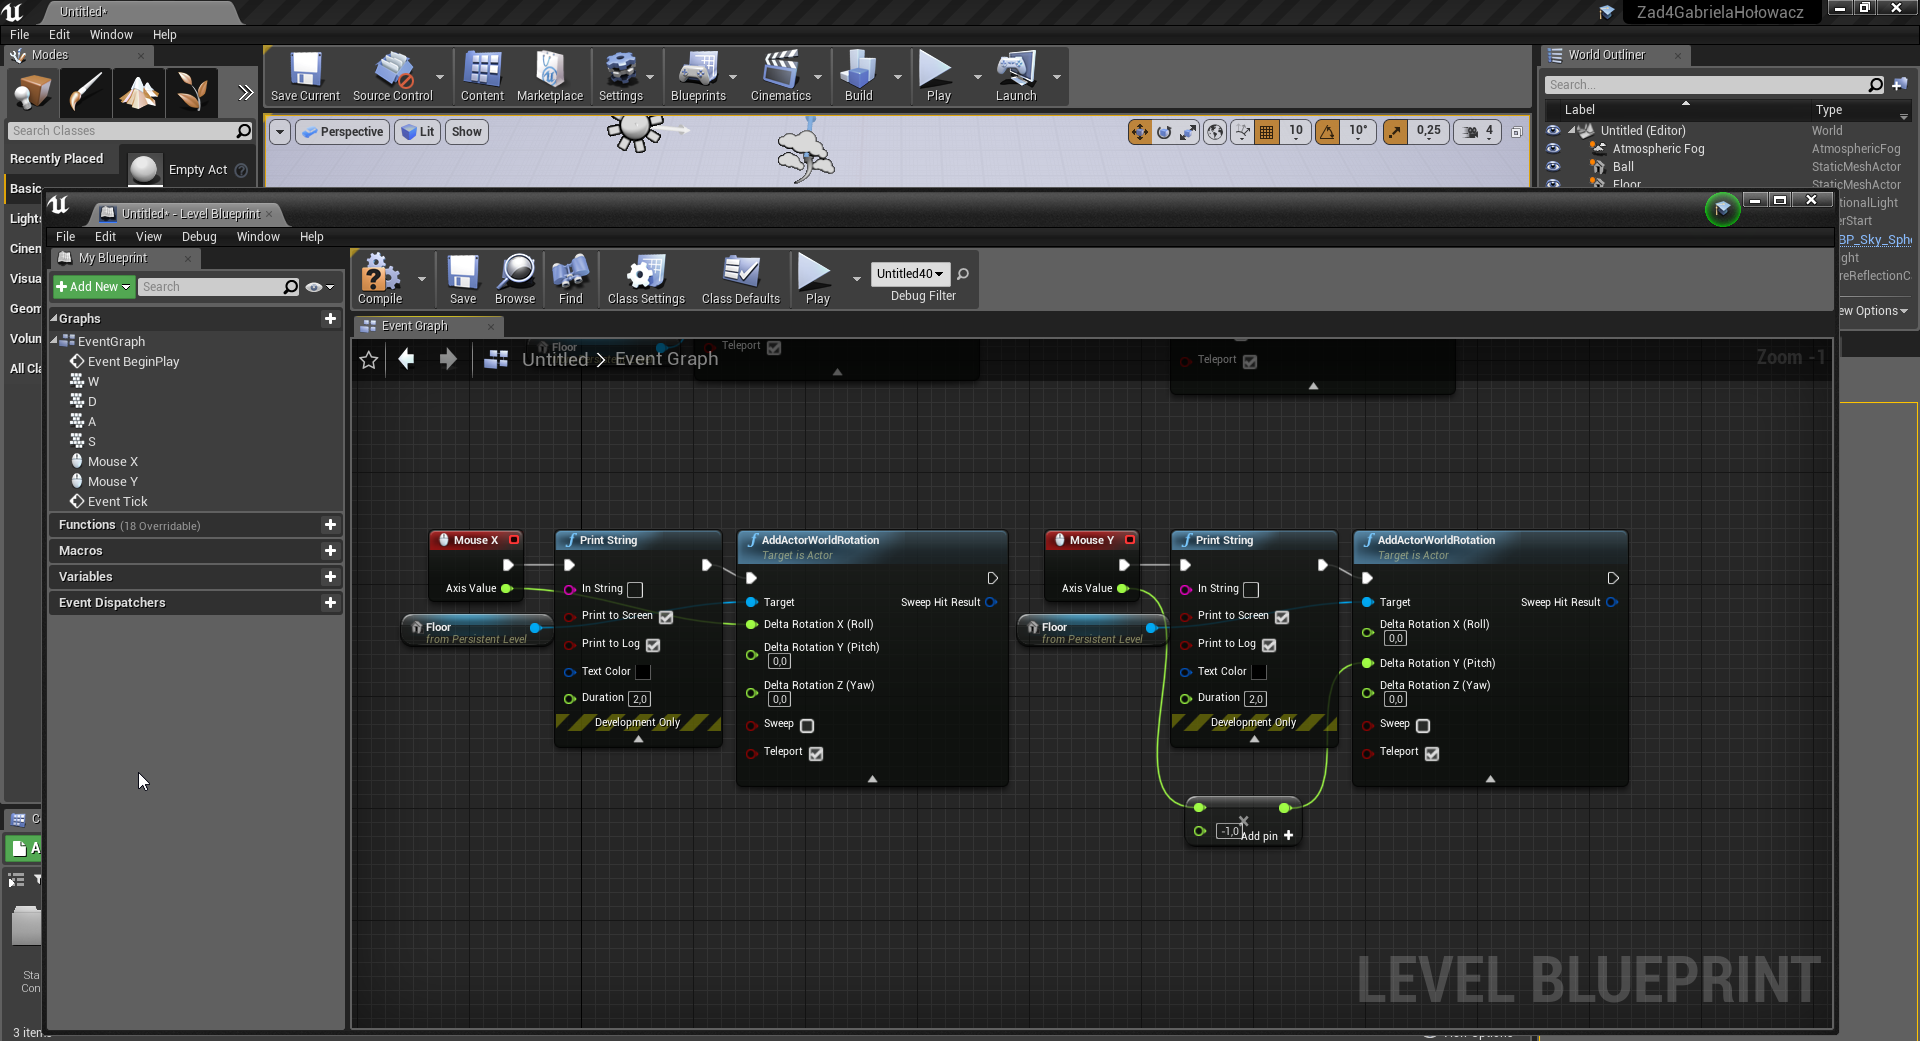 Untitled*
Zad4GabrielaHołowacz
File Edit Window Help
Modes
World Outliner
Save Current Source Control Content Marketplace Settings Blueprints Cinematics Build Play Launch
Search...
Label Type
Search Classes
Perspective Lit Show
10 10° 0,25 4
Untitled (Editor) World
Atmospheric Fog AtmosphericFog
Ball StaticMeshActor
Floor StaticMeshActor
Recently Placed
Empty Act
Basic
Lights
Cinem
Visua
Geom
Volun
All Cla
tionalLight
erStart
BP_Sky_Sphe
ght
reReflectionC
ew Options
Untitled* - Level Blueprint
File Edit View Debug Window Help
My Blueprint
Add New Search
Compile Save Browse Find Class Settings Class Defaults Play
Untitled40
Debug Filter
Event Graph
Graphs
EventGraph
Event BeginPlay
W
D
A
S
Mouse X
Mouse Y
Event Tick
Functions (18 Overridable)
Macros
Variables
Event Dispatchers
Untitled > Event Graph
Zoom -1
Floor
Teleport
Teleport
Mouse X
Axis Value
Floor
from Persistent Level
Print String
In String
Print to Screen
Print to Log
Text Color
Duration 2,0
Development Only
AddActorWorldRotation
Target is Actor
Target Sweep Hit Result
Delta Rotation X (Roll)
Delta Rotation Y (Pitch)
0,0
Delta Rotation Z (Yaw)
0,0
Sweep
Teleport
Mouse Y
Axis Value
Floor
from Persistent Level
Print String
In String
Print to Screen
Print to Log
Text Color
Duration 2,0
Development Only
AddActorWorldRotation
Target is Actor
Target Sweep Hit Result
Delta Rotation X (Roll)
0,0
Delta Rotation Y (Pitch)
Delta Rotation Z (Yaw)
0,0
Sweep
Teleport
-1,0
Add pin
LEVEL BLUEPRINT
C
A
Sta
Con
3 item
View Options